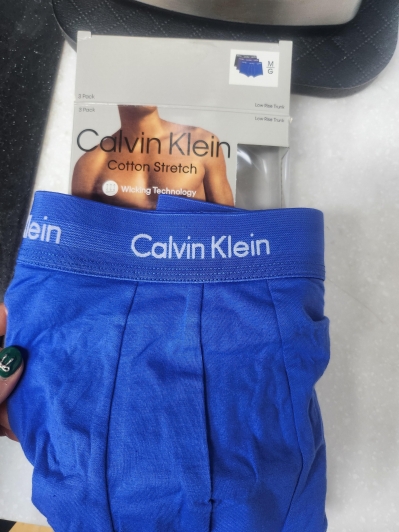 M
G
3 Pack
Low Rise Trunk
3 Pack
Low Rise Trunk
Calvin Klein
Cotton Stretch
Wicking Technology
lein
Calvin Klein